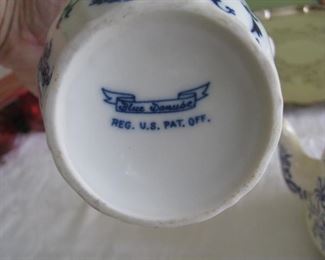 Blue Danube
REG. U.S. PAT. OFF.